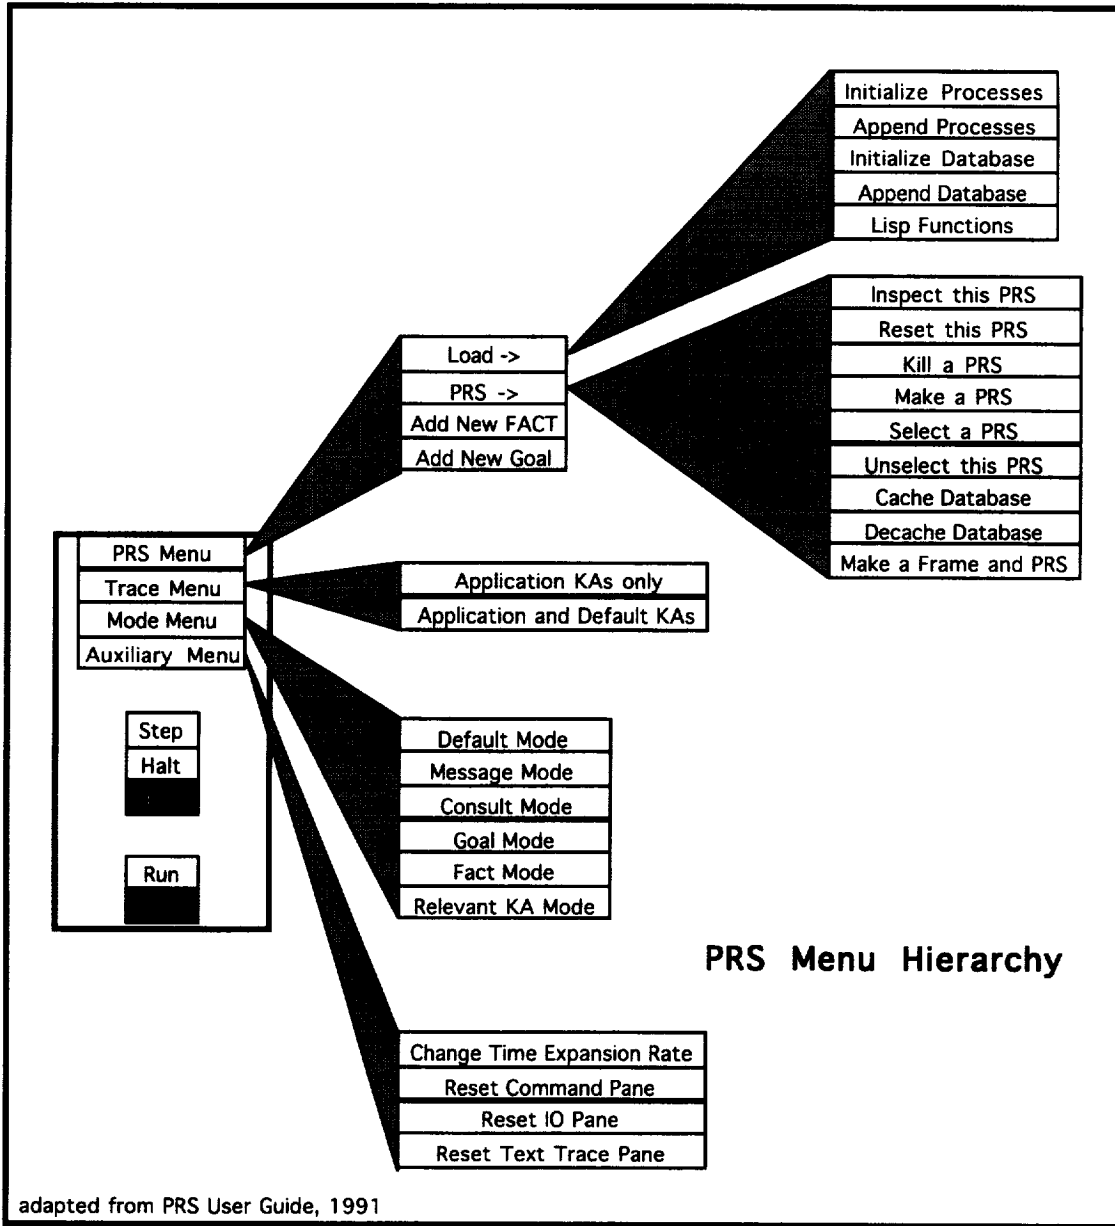 Initialize Processes
Append Processes
Initialize Database
Append Database
Lisp Functions
Inspect this PRS
Reset this PRS
Kill a PRS
Make a PRS
Select a PRS
Unselect this PRS
Cache Database
Decache Database
Make a Frame and PRS
Load ->
PRS ->
Add New FACT
Add New Goal
PRS Menu
Trace Menu
Mode Menu
Auxiliary Menu
Application KAs only
Application and Default KAs
Step
Halt
Run
Default Mode
Message Mode
Consult Mode
Goal Mode
Fact Mode
Relevant KA Mode
PRS Menu Hierarchy
Change Time Expansion Rate
Reset Command Pane
Reset IO Pane
Reset Text Trace Pane
adapted from PRS User Guide, 1991